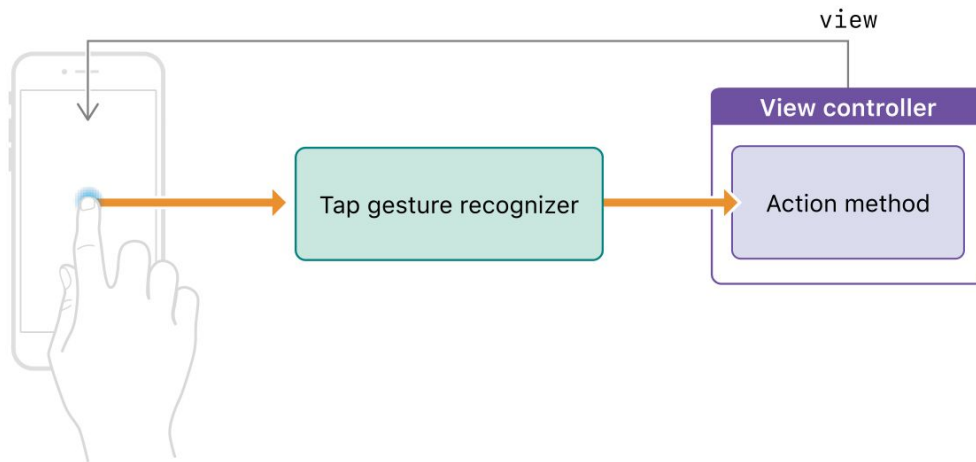 view
View controller
Tap gesture recognizer
Action method